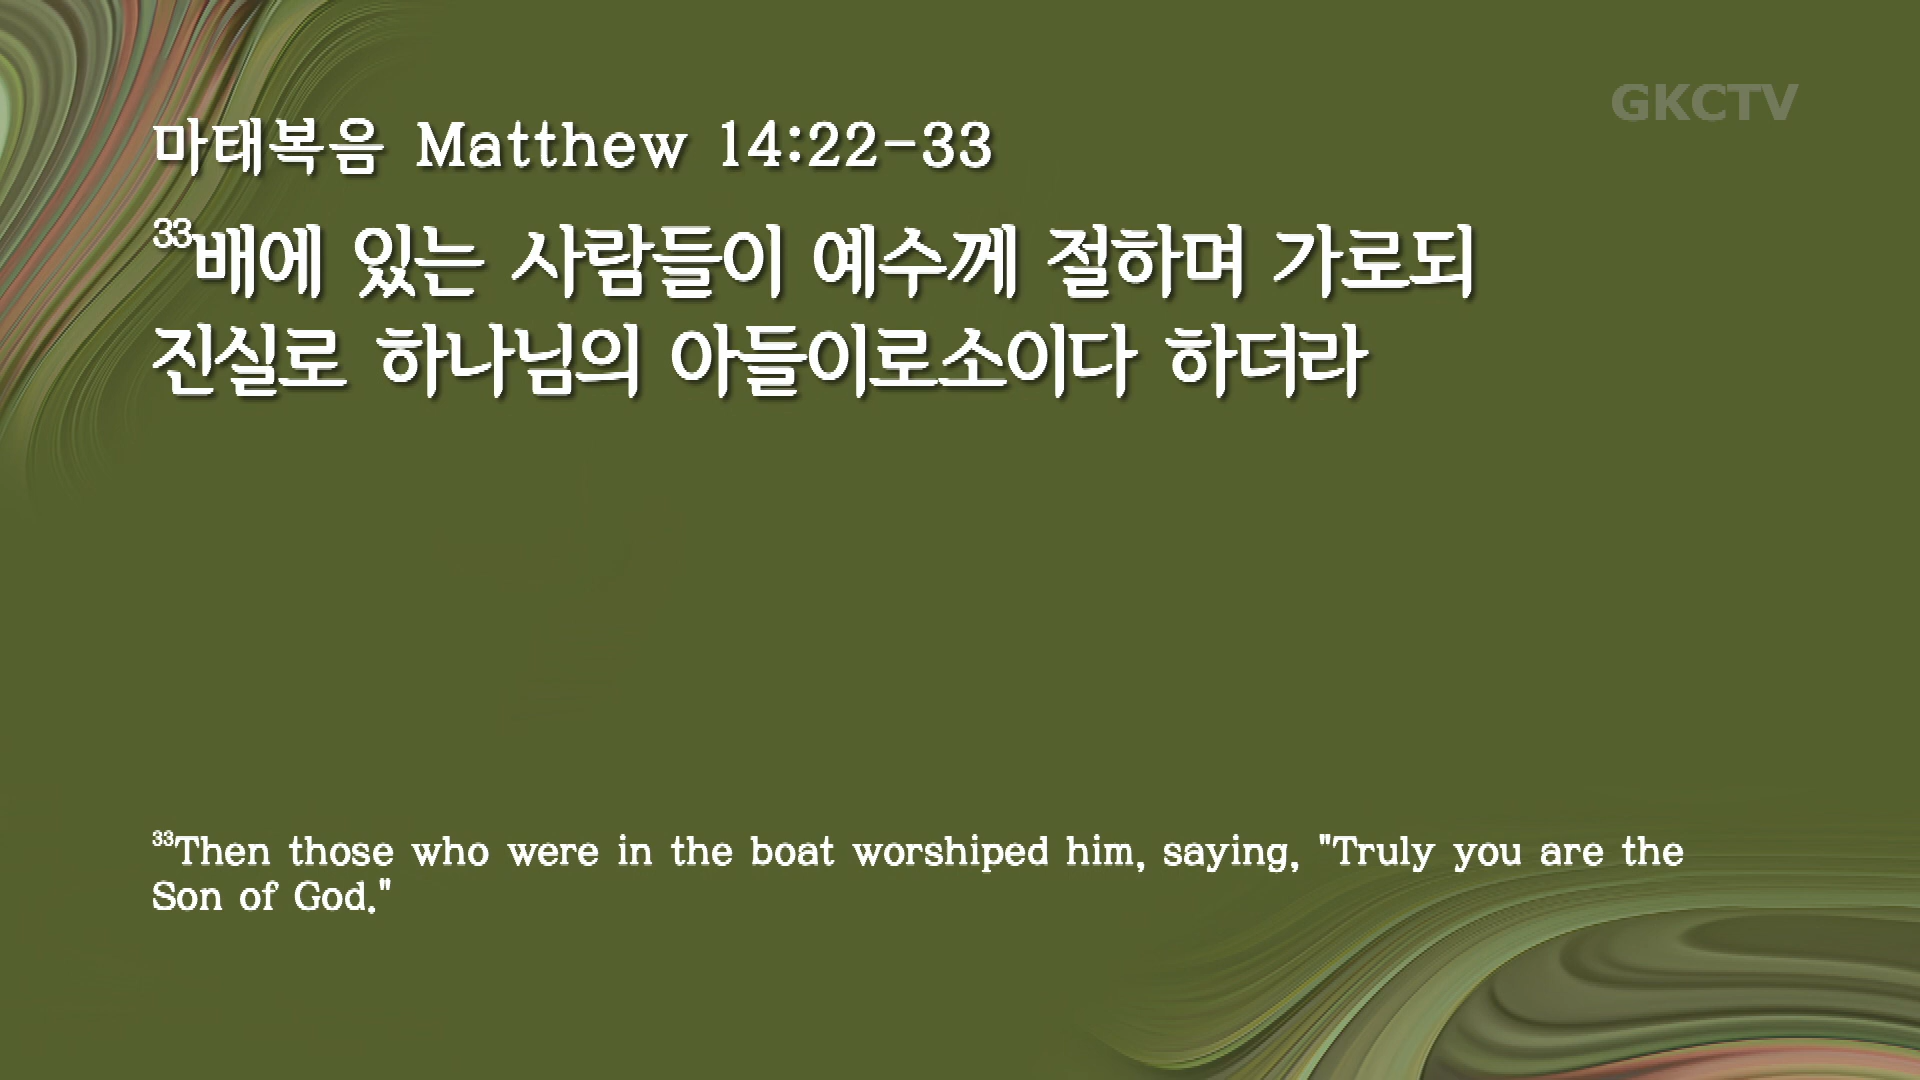 GKCTV
마태복음 Matthew 14:22-33
33배에 있는 사람들이 예수께 절하며 가로되
진실로 하나님의 아들이로소이다 하더라
33Then those who were in the boat worshiped him, saying, "Truly you are the
Son of God."